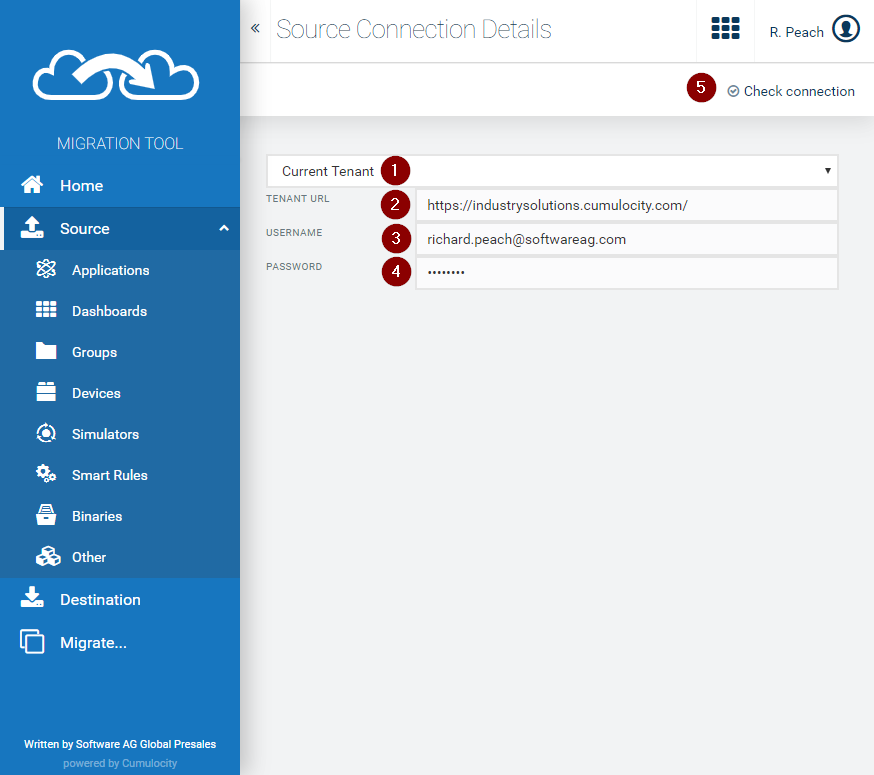 «
Source Connection Details
R. Peach
5
Check connection
MIGRATION TOOL
Home
Source
Applications
Dashboards
Groups
Devices
Simulators
Smart Rules
Binaries
Other
Destination
Migrate...
Written by Software AG Global Presales
powered by Cumulocity
Current Tenant 1
TENANT URL 2 https://industrysolutions.cumulocity.com/
USERNAME 3 richard.peach@softwareag.com
PASSWORD 4 ••••••••